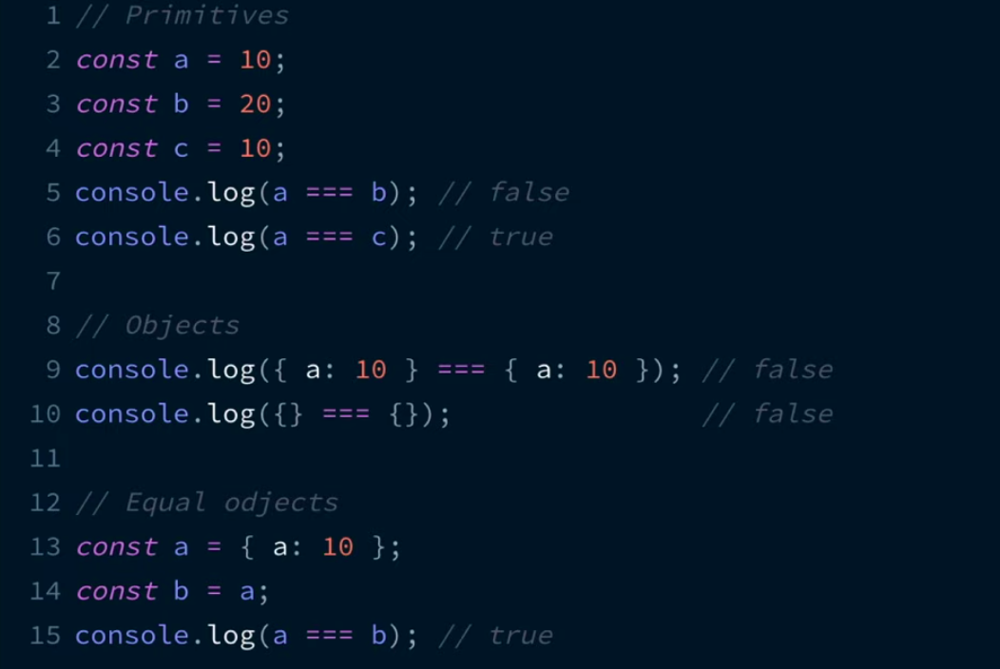 1 // Primitives
2 const a = 10;
3 const b = 20;
4 const c = 10;
5 console.log(a === b); // false
6 console.log(a === c); // true
7
8 // Objects
9 console.log({ a: 10 } === { a: 10 }); // false
10 console.log({} === {});                // false
11
12 // Equal odjects
13 const a = { a: 10 };
14 const b = a;
15 console.log(a === b); // true